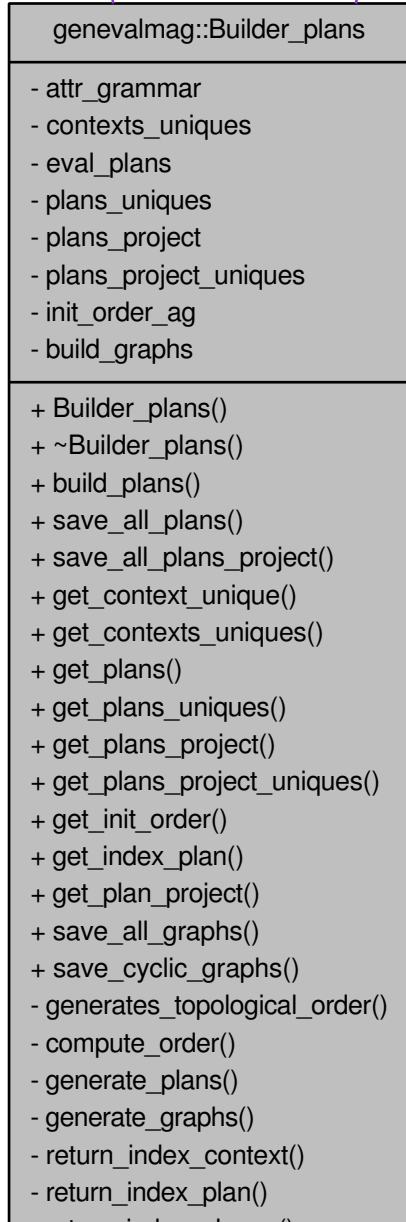 genevalmag::Builder_plans
- attr_grammar
- contexts_uniques
- eval_plans
- plans_uniques
- plans_project
- plans_project_uniques
- init_order_ag
- build_graphs
+ Builder_plans()
+ ~Builder_plans()
+ build_plans()
+ save_all_plans()
+ save_all_plans_project()
+ get_context_unique()
+ get_contexts_uniques()
+ get_plans()
+ get_plans_uniques()
+ get_plans_project()
+ get_plans_project_uniques()
+ get_init_order()
+ get_index_plan()
+ get_plan_project()
+ save_all_graphs()
+ save_cyclic_graphs()
- generates_topological_order()
- compute_order()
- generate_plans()
- generate_graphs()
- return_index_context()
- return_index_plan()